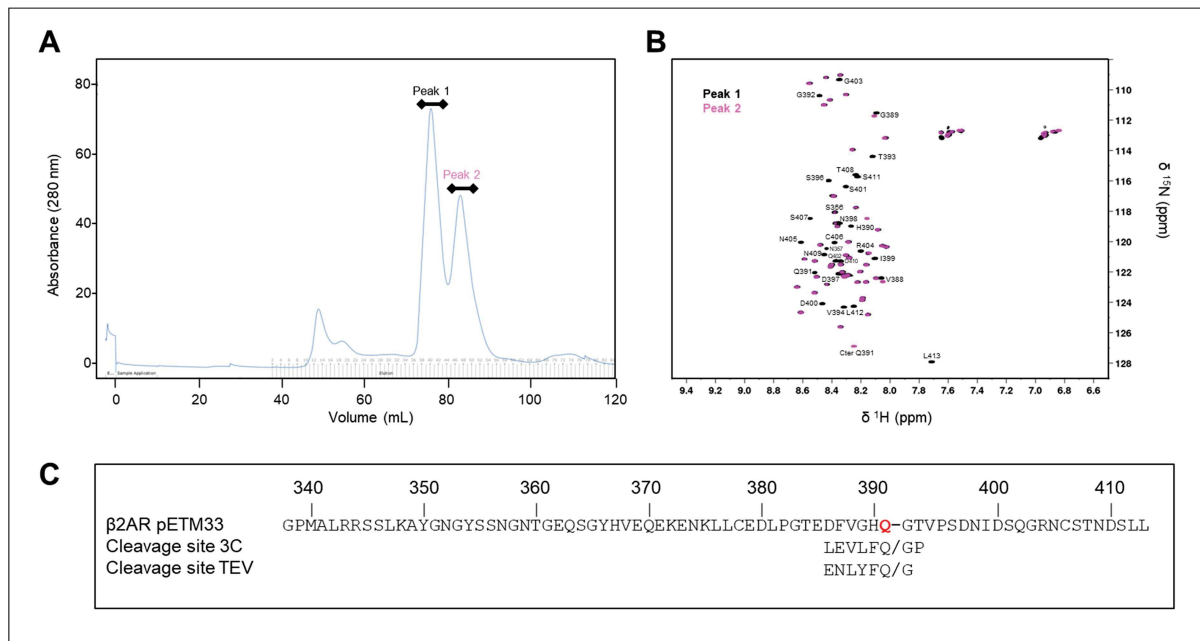 A
Absorbance (280 nm)
80
60
40
20
0
Peak 1
Peak 2
Sample Application
Elution
0
20
40
60
80
100
120
Volume (mL)
B
Peak 1
Peak 2
G403
G392
G389
T393
T408
S411
S396
S401
S356
S407
N398
H390
N405
C406
R404
N357
N409
Q402
D410
I399
Q391
D397
V388
D400
V394
L412
Cter Q391
L413
110
112
114
116
118
120
122
124
126
128
δ ¹⁵N (ppm)
9.4
9.2
9.0
8.8
8.6
8.4
8.2
8.0
7.8
7.6
7.4
7.2
7.0
6.8
6.6
δ ¹H (ppm)
C
340 350 360 370 380 390 400 410
β2AR pETM33 GPMALRRSSLKAYGNGYSSNGNTGEQSGYHVEQEKENKLLCEDLPGTEDFVGHQ-GTVPSDNIDSQGRNCSTNDSLL
Cleavage site 3C LEVLFQ/GP
Cleavage site TEV ENLYFQ/G